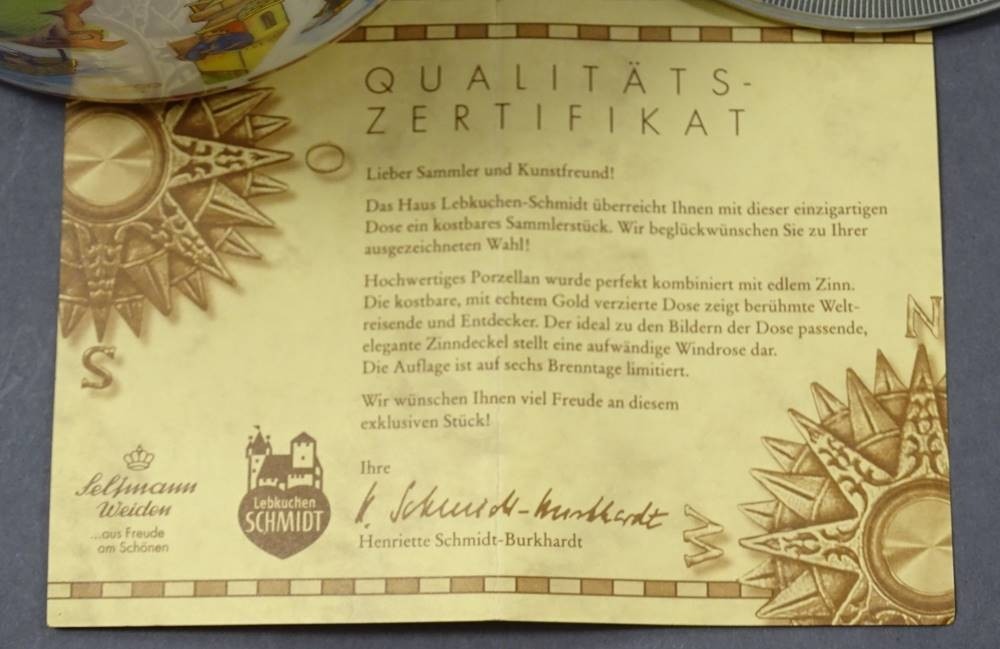 QUALITÄTS-
ZERTIFIKAT
O
Lieber Sammler und Kunstfreund!
Das Haus Lebkuchen-Schmidt überreicht Ihnen mit dieser einzigartigen
Dose ein kostbares Sammlerstück. Wir beglückwünschen Sie zu Ihrer
ausgezeichneten Wahl!
Hochwertiges Porzellan wurde perfekt kombiniert mit edlem Zinn.
Die kostbare, mit echtem Gold verzierte Dose zeigt berühmte Welt-
reisende und Entdecker. Der ideal zu den Bildern der Dose passende,
elegante Zinndeckel stellt eine aufwändige Windrose dar.
Die Auflage ist auf sechs Brenntage limitiert.
N
S
Wir wünschen Ihnen viel Freude an diesem
exklusiven Stück!
Ihre
H. Schmidt-Burkhardt
Henriette Schmidt-Burkhardt
Seltmann
Weiden
...aus Freude
am Schönen
Lebkuchen
SCHMIDT
W